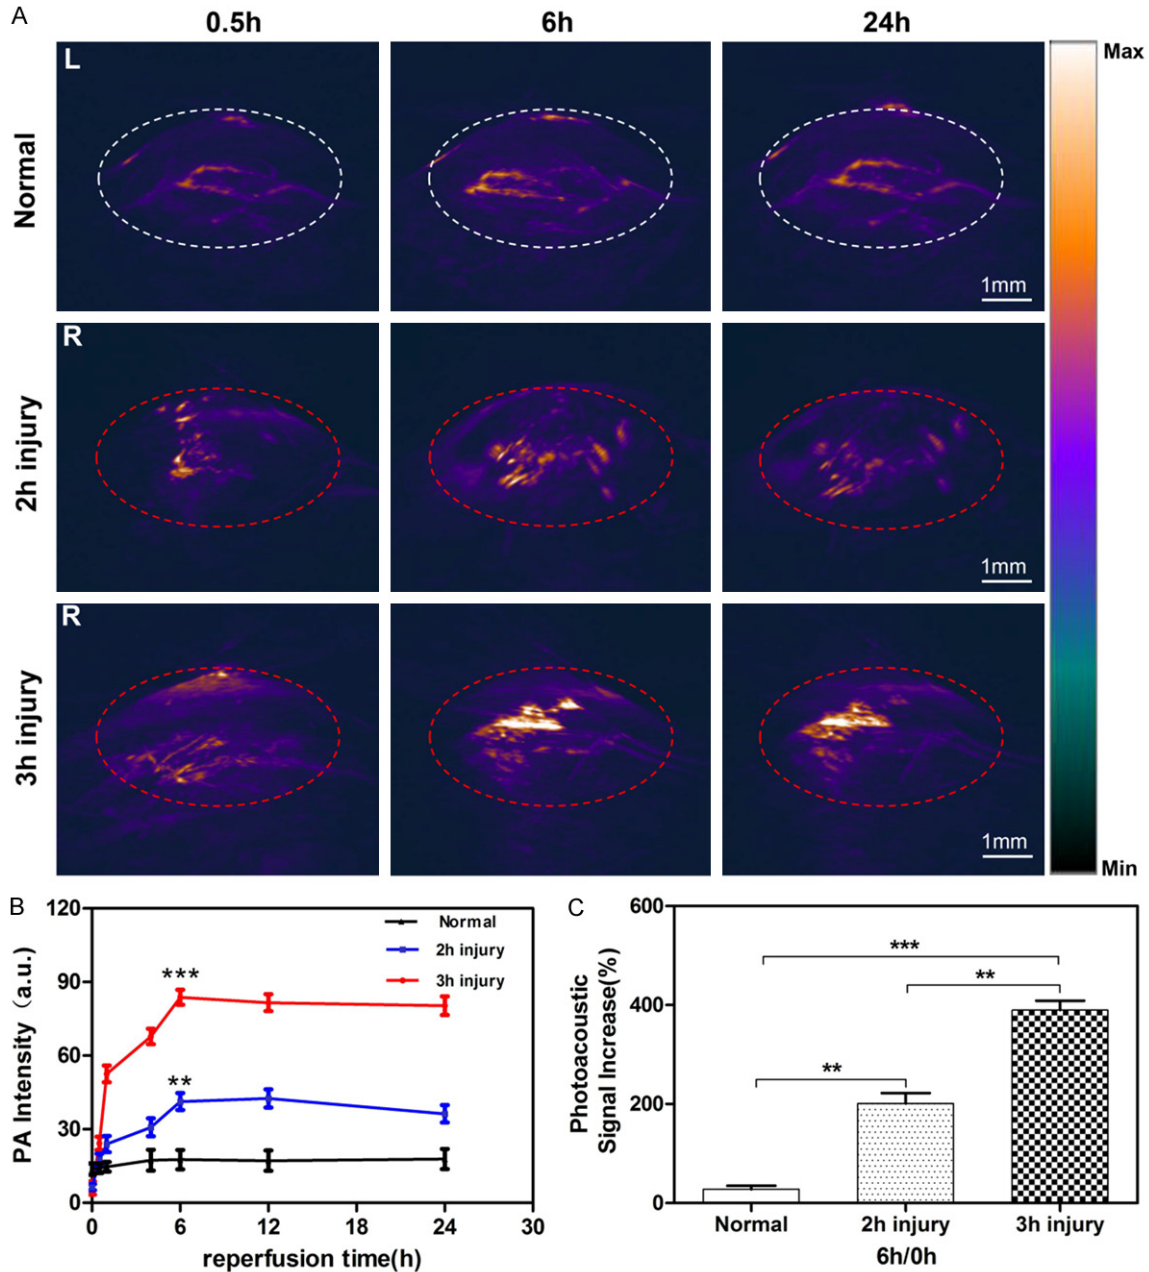 A
0.5h 6h 24h
Max
L
Normal
1mm
R
2h injury
1mm
R
3h injury
1mm
Min
B
120
90
60
30
0
PA Intensity (a.u.)
Normal
2h injury
3h injury
***
**
0 6 12 18 24 30
reperfusion time(h)
C
600
400
200
0
Photoacoustic
Signal Increase(%)
***
**
**
Normal 2h injury 3h injury
6h/0h